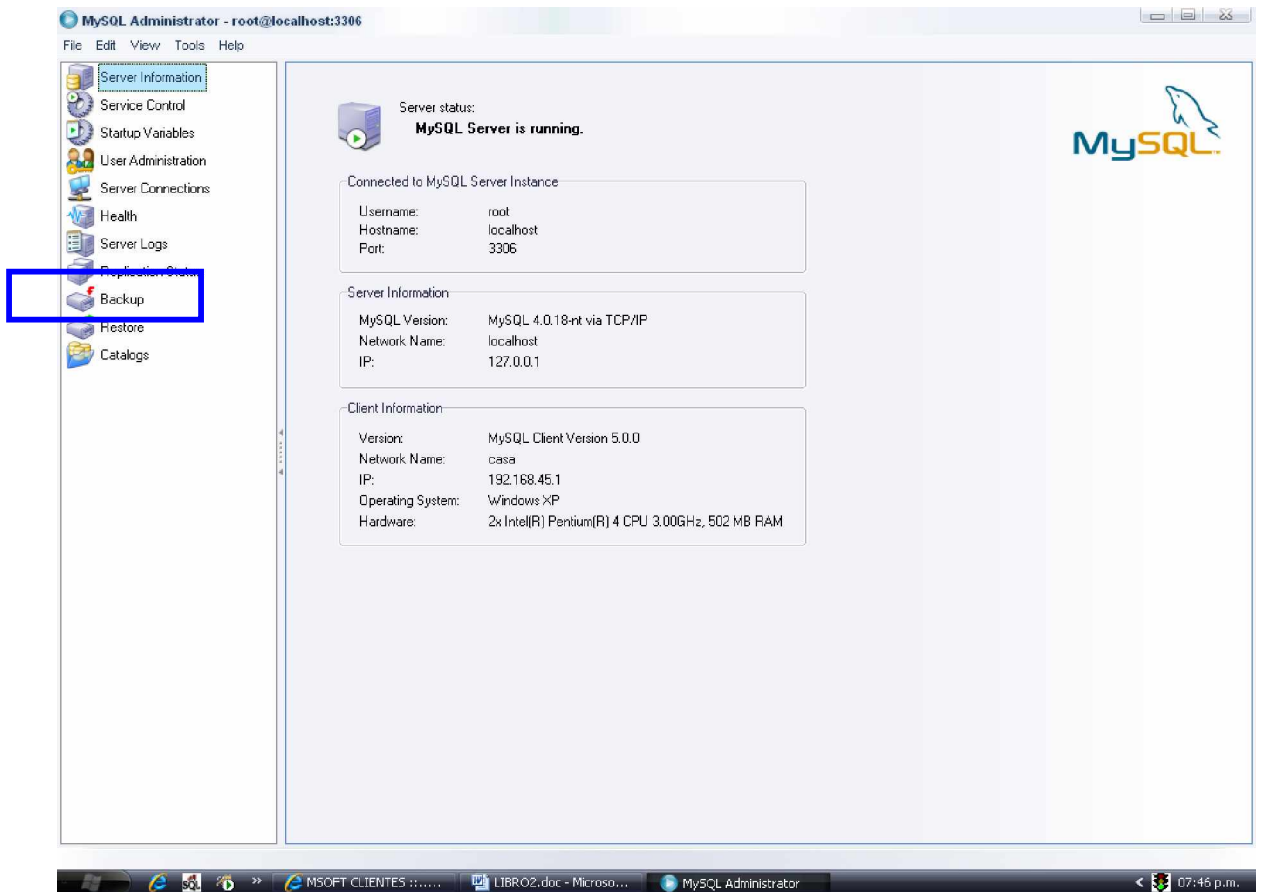 MySQL Administrator - root@localhost:3306
File Edit View Tools Help
Server Information
Service Control
Startup Variables
User Administration
Server Connections
Health
Server Logs
Replication Status
Backup
Restore
Catalogs
Server status:
MySQL Server is running.
MySQL
Connected to MySQL Server Instance
Username: root
Hostname: localhost
Port: 3306
Server Information
MySQL Version: MySQL 4.0.18-nt via TCP/IP
Network Name: localhost
IP: 127.0.0.1
Client Information
Version: MySQL Client Version 5.0.0
Network Name: casa
IP: 192.168.45.1
Operating System: Windows XP
Hardware: 2x Intel(R) Pentium(R) 4 CPU 3.00GHz, 502 MB RAM
SQL » MSOFT CLIENTES ::..... LIBRO2.doc - Microso... MySQL Administrator < 07:46 p.m.